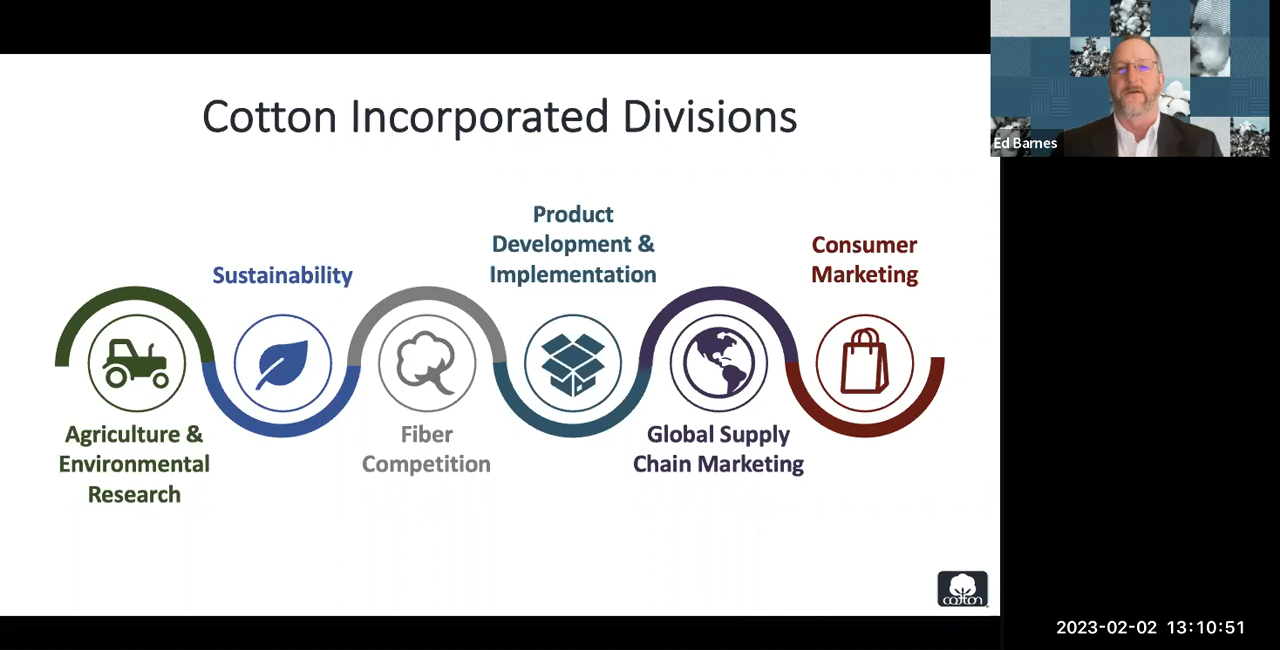 Cotton Incorporated Divisions
Ed Barnes
Product
Development &
Implementation
Consumer
Marketing
Sustainability
Agriculture &
Environmental
Research
Fiber
Competition
Global Supply
Chain Marketing
cotton
2023-02-02 13:10:51